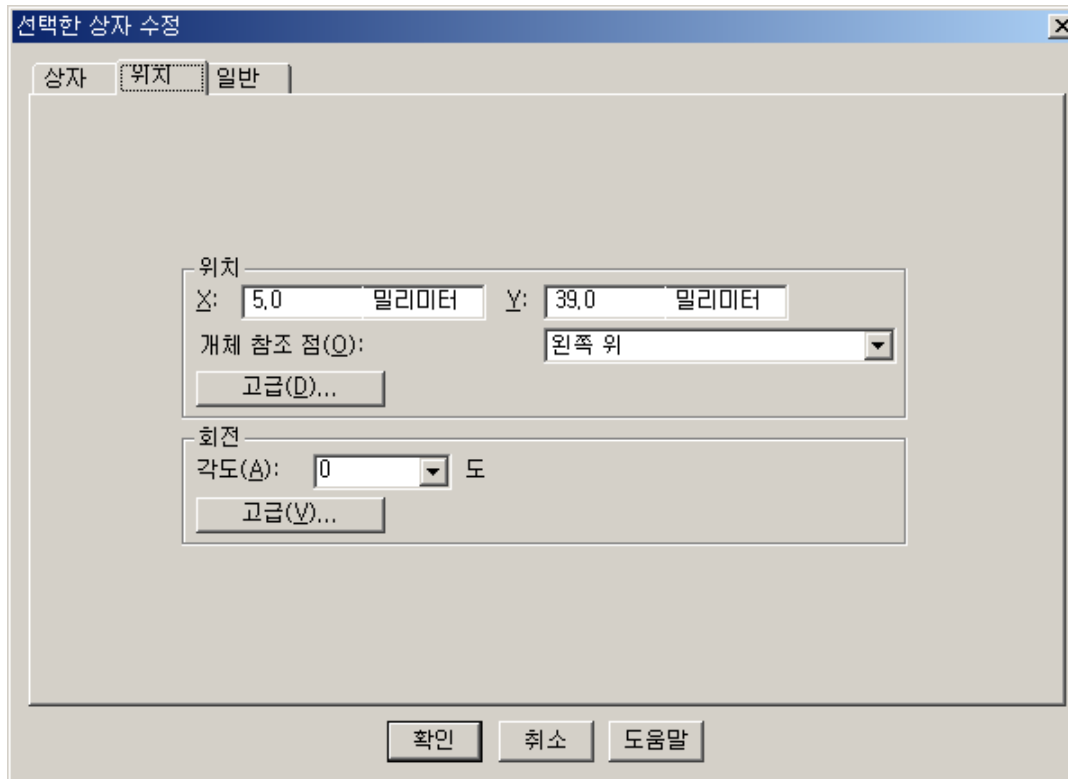 선택한 상자 수정
상자 위치 일반
위치
X: 5,0 밀리미터 Y: 39,0 밀리미터
개체 참조 점(O): 왼쪽 위
고급(D)...
회전
각도(A): 0 도
고급(V)...
확인 취소 도움말